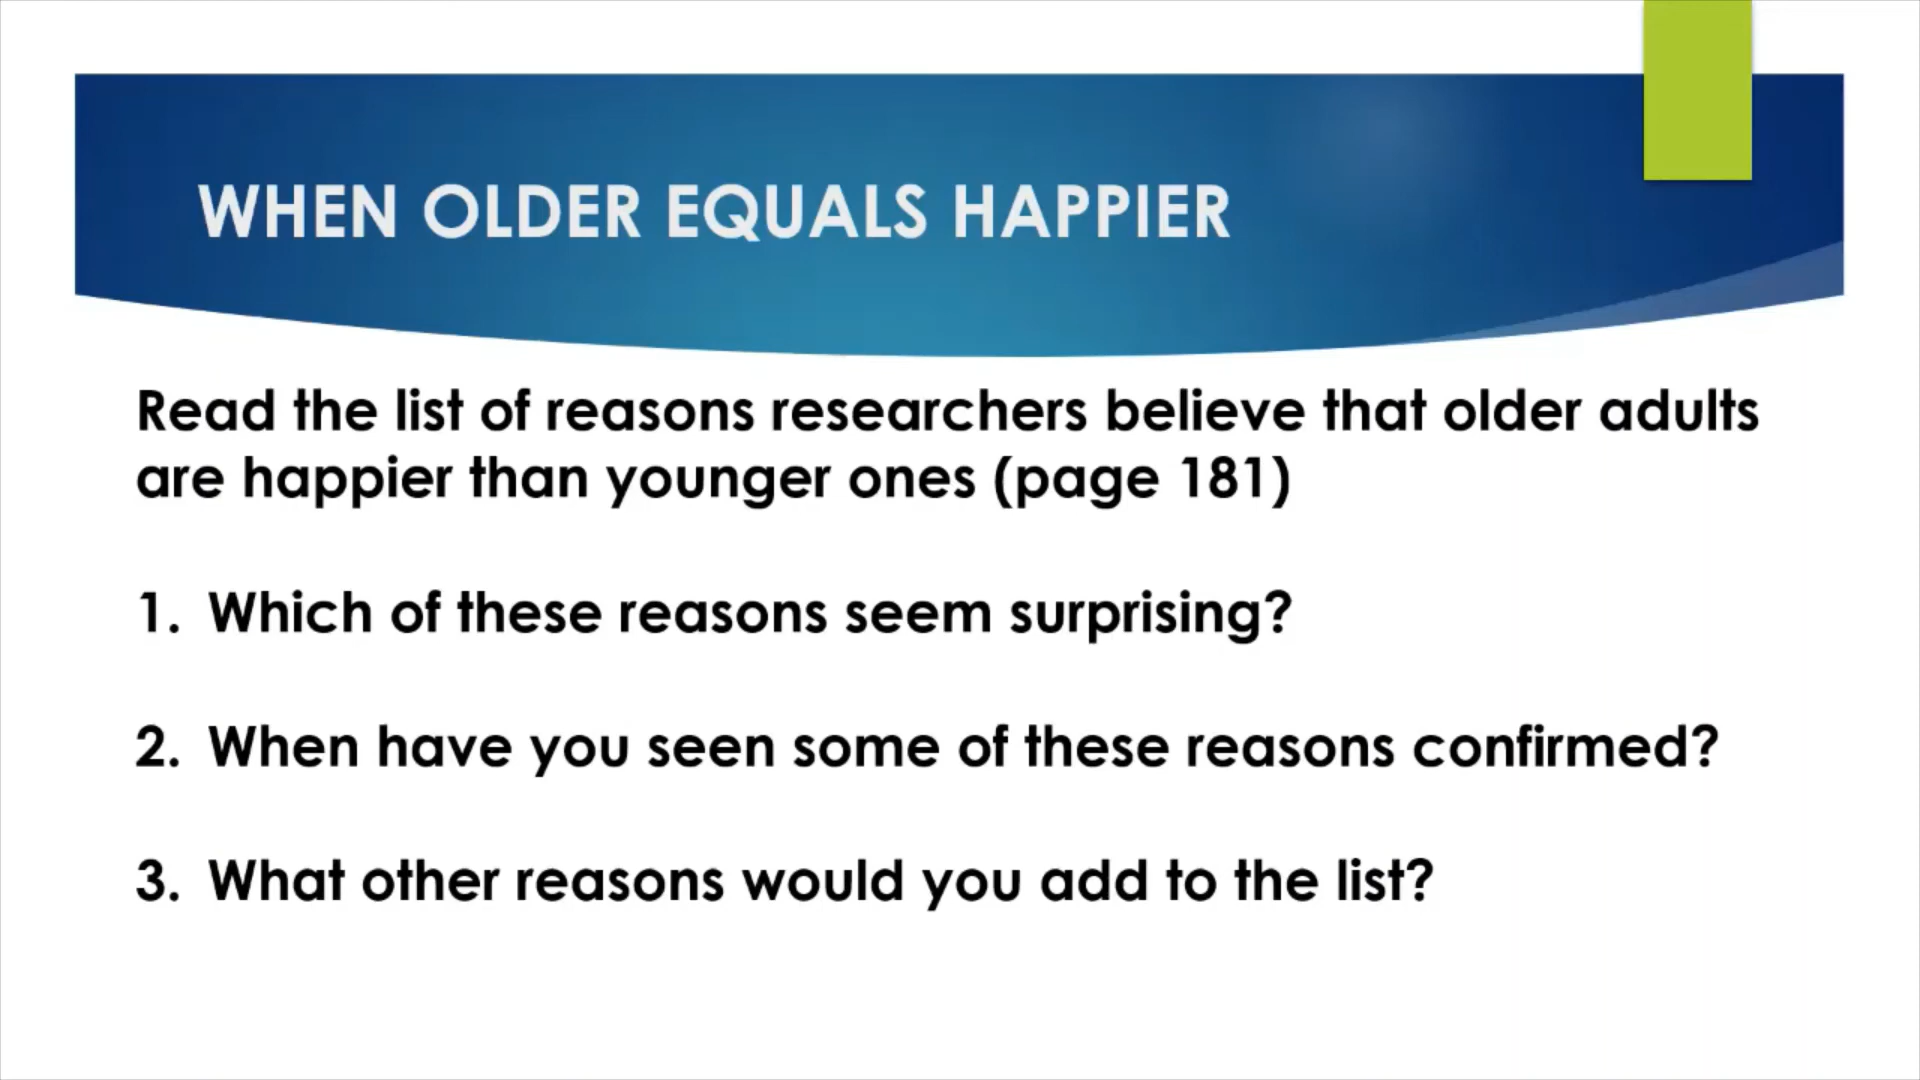 WHEN OLDER EQUALS HAPPIER
Read the list of reasons researchers believe that older adults
are happier than younger ones (page 181)
1. Which of these reasons seem surprising?
2. When have you seen some of these reasons confirmed?
3. What other reasons would you add to the list?